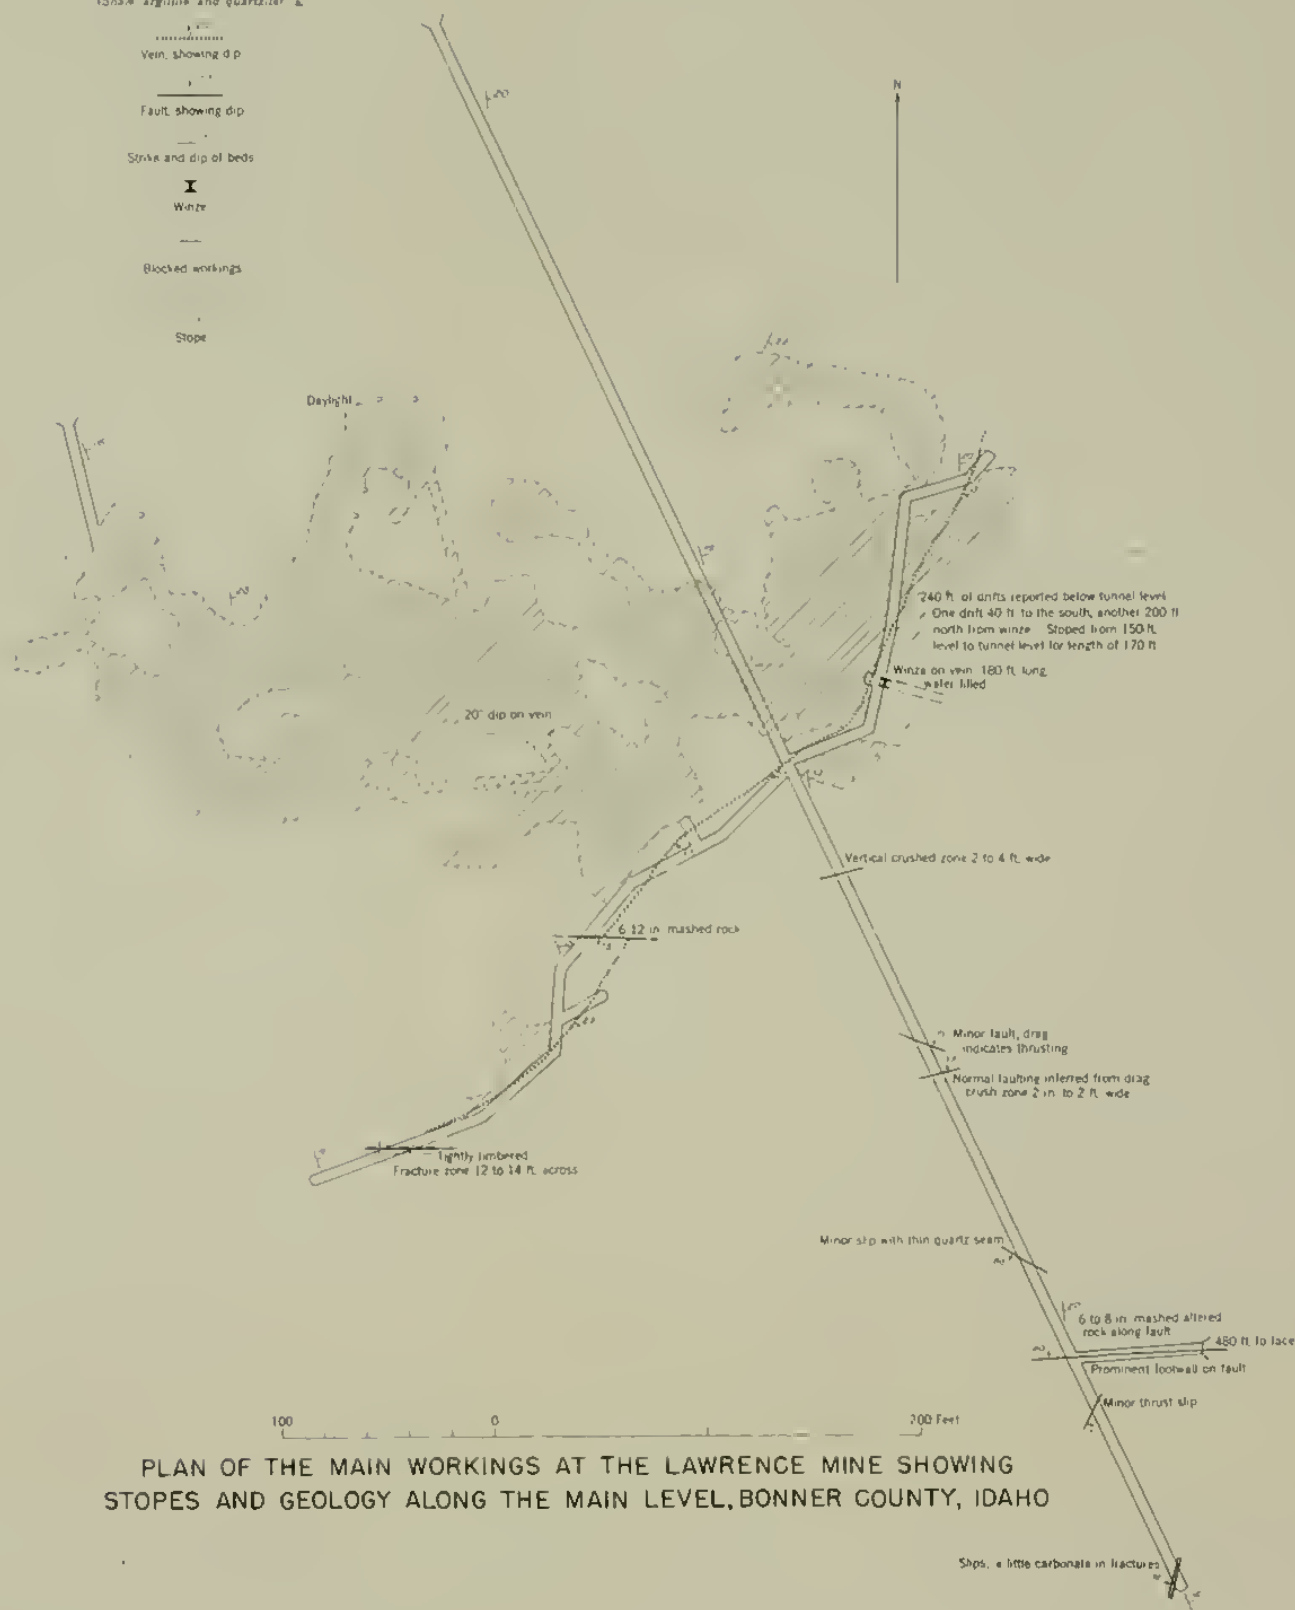 argillite and quartzite
Vein, showing dip
Fault, showing dip
Strike and dip of beds
Winze
Blocked workings
Stope
N
Daylight
240 ft. of drifts reported below tunnel level
One drift 40 ft. to the south, another 200 ft
north from winze Stoped from 150-ft.
level to tunnel level for length of 170 ft
Winze on vein 180 ft. long,
water filled
20° dip on vein
Vertical crushed zone 2 to 4 ft. wide
6 12 in. mashed rock
Minor fault, drag
indicates thrusting
Normal faulting inferred from drag
crush zone 2 in. to 2 ft. wide
Tightly timbered
Fracture zone 12 to 14 ft. across
Minor slip with thin quartz seam
6 to 8 in. mashed altered
rock along fault
480 ft. to face
Prominent footwall on fault
Minor thrust slip
100 0 200 Feet
PLAN OF THE MAIN WORKINGS AT THE LAWRENCE MINE SHOWING
STOPES AND GEOLOGY ALONG THE MAIN LEVEL, BONNER COUNTY, IDAHO
Slips, a little carbonate in fractures